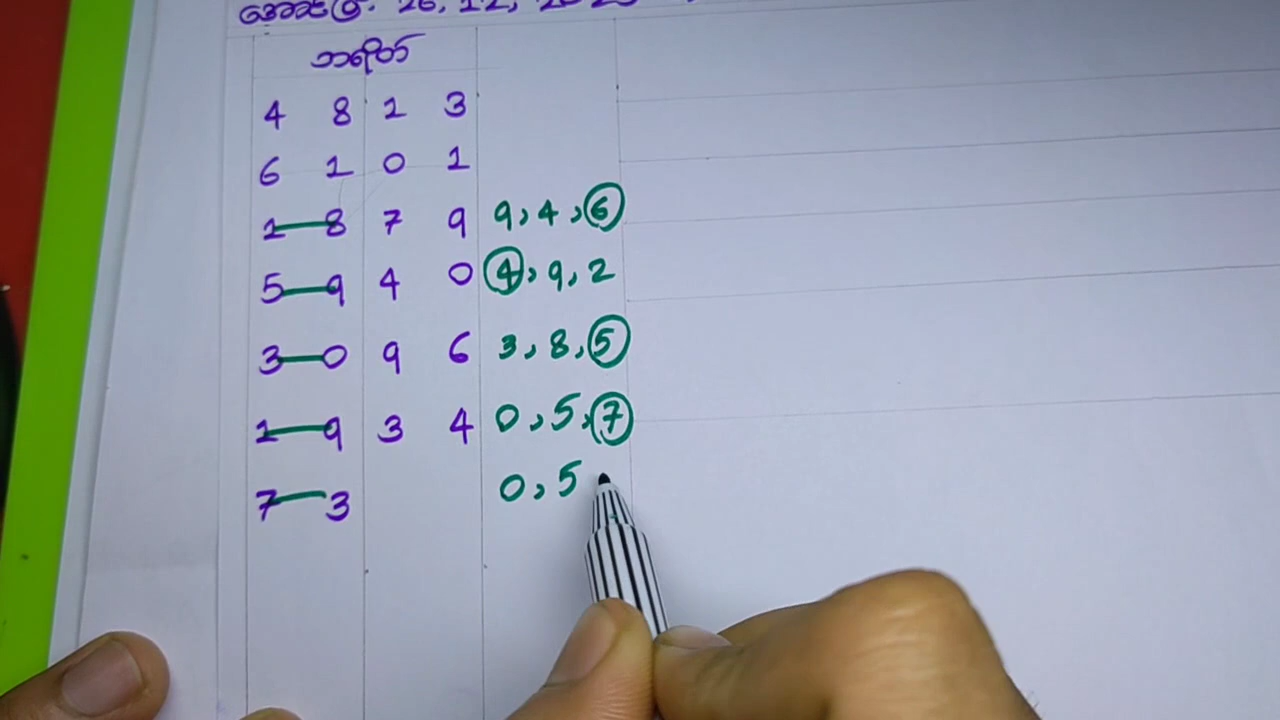 ဘရိတ်
4 8 2 3
6 1 0 1
1 8 7 9 9, 4, 6
5 9 4 0 4, 9, 2
3 0 9 6 3, 8, 5
1 9 3 4 0, 5, 7
7 3 0, 5